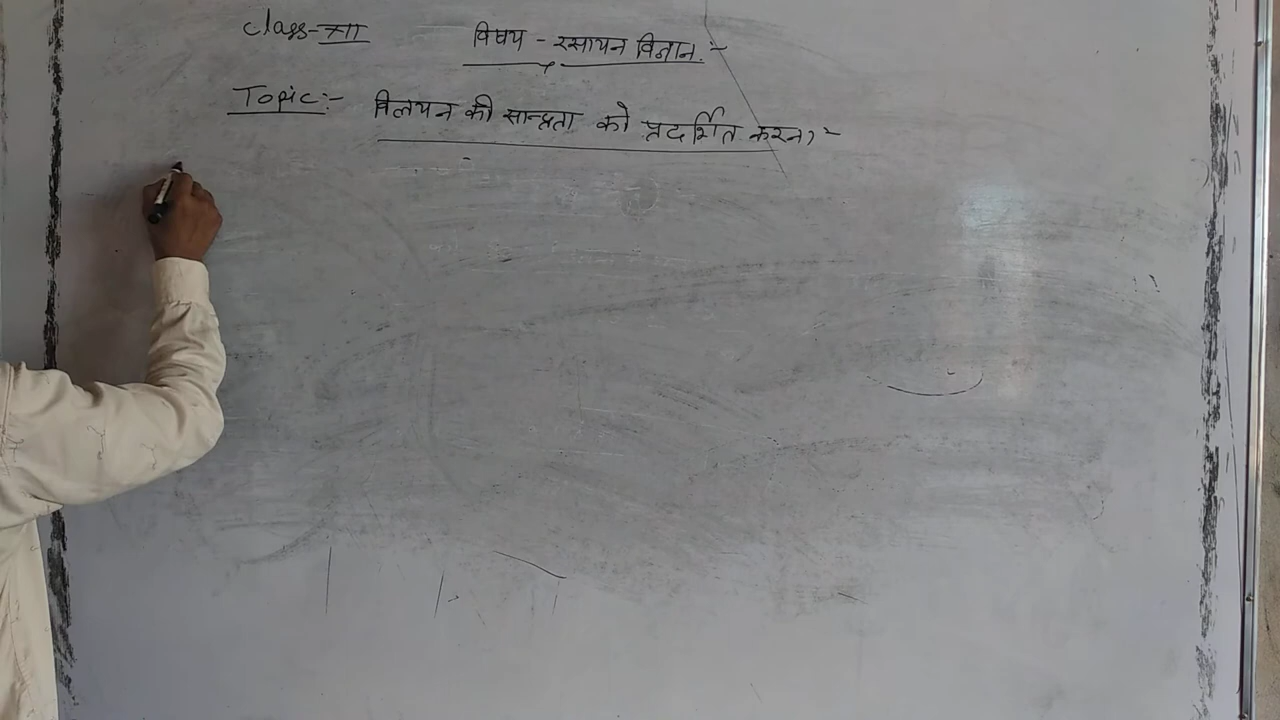 Class-XII विषय - रसायन विज्ञान :-
Topic:- विलयन की सान्द्रता को प्रदर्शित करना :-